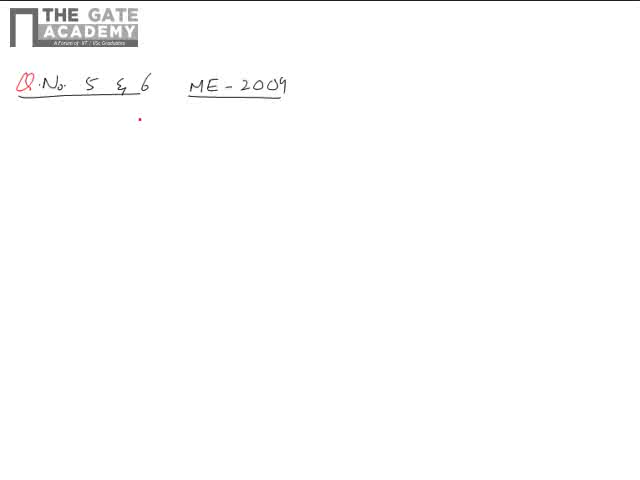 THE GATE
ACADEMY
A Forum of IIT / IISc Graduates
Q.No. 5 & 6 ME - 2009